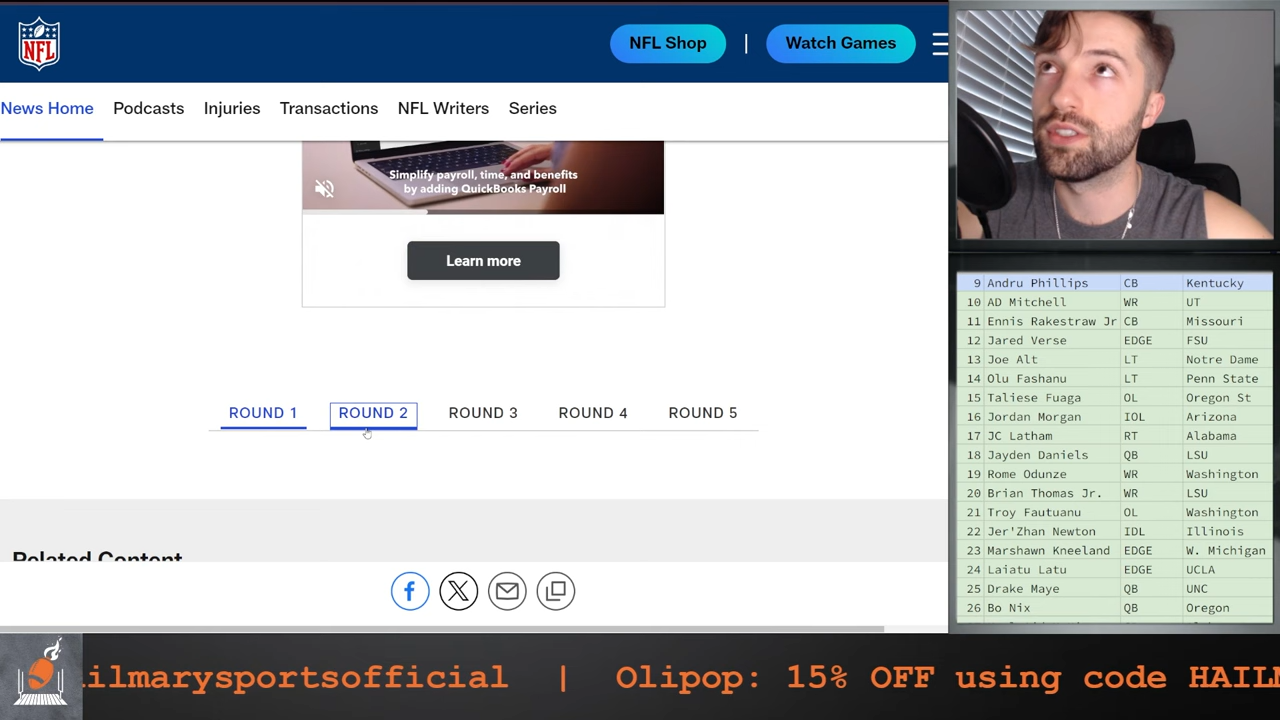 NFL
NFL Shop | Watch Games
News Home Podcasts Injuries Transactions NFL Writers Series
Simplify payroll, time, and benefits
by adding QuickBooks Payroll
Learn more
ROUND 1 ROUND 2 ROUND 3 ROUND 4 ROUND 5
Related Content
9 Andru Phillips CB Kentucky
10 AD Mitchell WR UT
11 Ennis Rakestraw Jr CB Missouri
12 Jared Verse EDGE FSU
13 Joe Alt LT Notre Dame
14 Olu Fashanu LT Penn State
15 Taliese Fuaga OL Oregon St
16 Jordan Morgan IOL Arizona
17 JC Latham RT Alabama
18 Jayden Daniels QB LSU
19 Rome Odunze WR Washington
20 Brian Thomas Jr. WR LSU
21 Troy Fautuanu OL Washington
22 Jer'Zhan Newton IDL Illinois
23 Marshawn Kneeland EDGE W. Michigan
24 Laiatu Latu EDGE UCLA
25 Drake Maye QB UNC
26 Bo Nix QB Oregon
ilmarysportsofficial | Olipop: 15% OFF using code HAILM